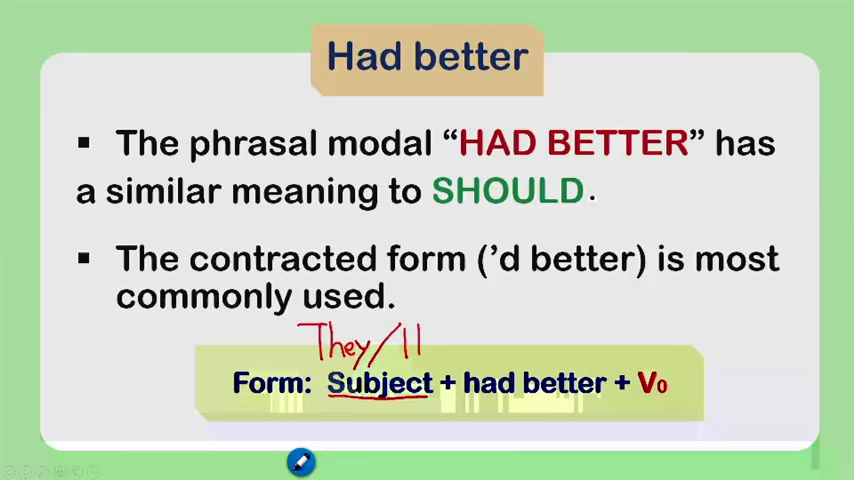 Had better
▪ The phrasal modal “HAD BETTER” has
a similar meaning to SHOULD.
▪ The contracted form (’d better) is most
commonly used.
They/
Form: Subject + had better + V₀